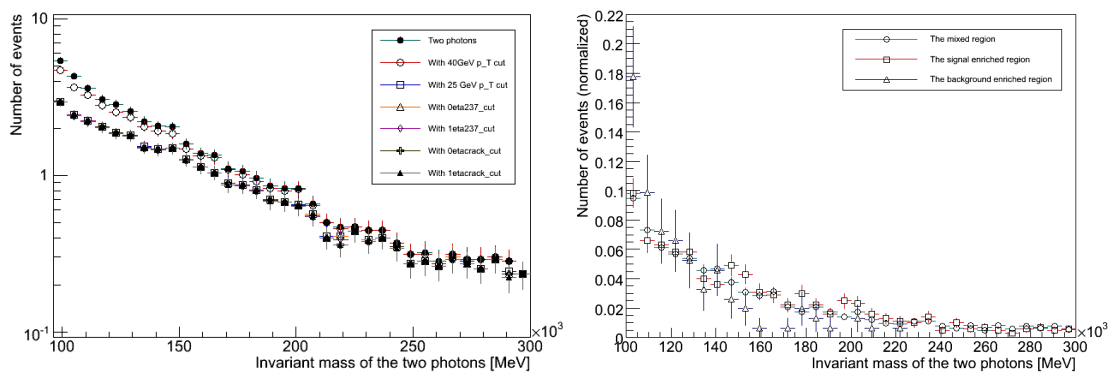 Number of events
10
1
10⁻¹
Two photons
With 40GeV p_T cut
With 25 GeV p_T cut
With 0eta237_cut
With 1eta237_cut
With 0etacrack_cut
With 1etacrack_cut
100 150 200 250 300
×10³
Invariant mass of the two photons [MeV]
Number of events (normalized)
0.22
0.2
0.18
0.16
0.14
0.12
0.1
0.08
0.06
0.04
0.02
0
The mixed region
The signal enriched region
The background enriched region
100 120 140 160 180 200 220 240 260 280 300
×10³
Invariant mass of the two photons [MeV]